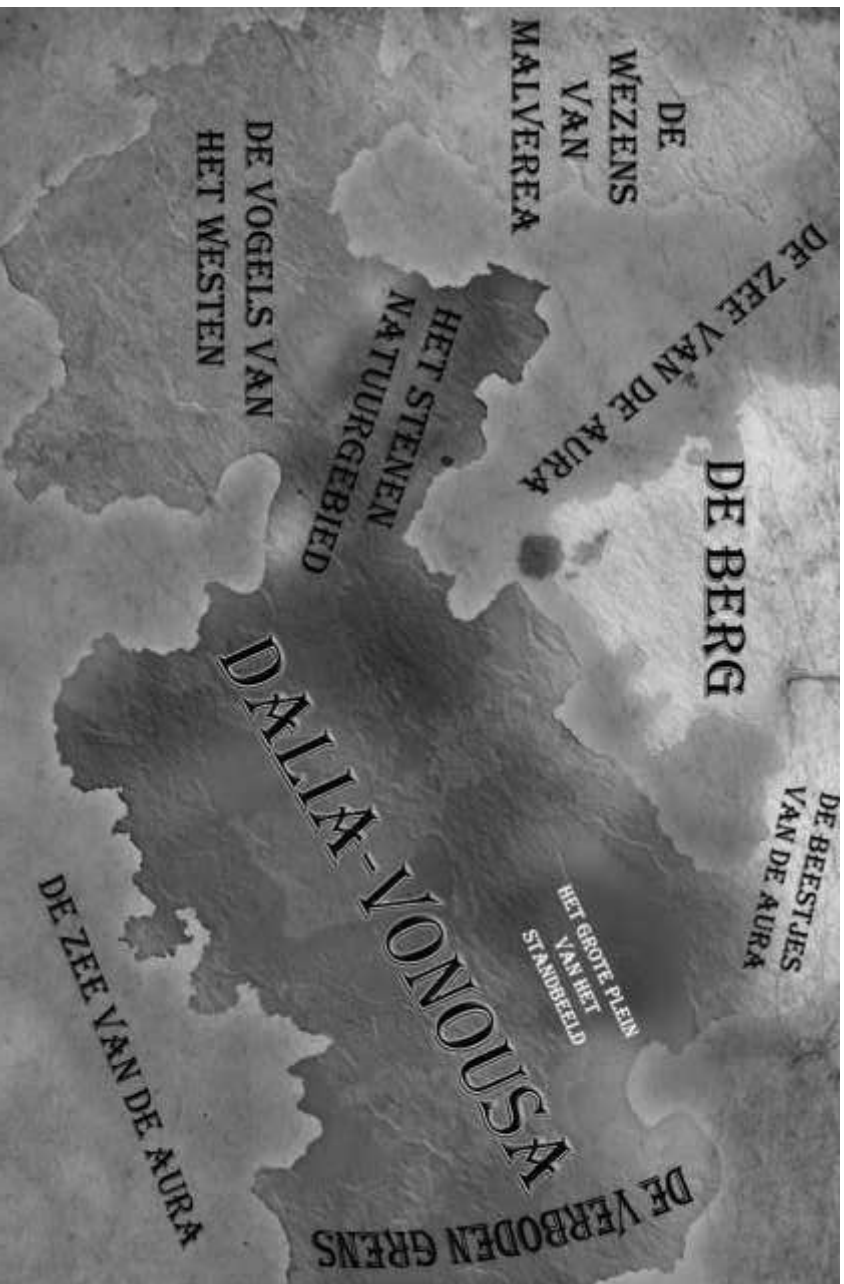 DE
WEZENS
VAN
MALVEREA
DE ZEE VAN DE AURA
DE VOGELS VAN
HET WESTEN
HET STENEN
NATUURGEBIED
DE BERG
DE BEESTJES
VAN DE AURA
DALIA-VONOUSA
HET GROTE PLEIN
VAN HET
STANDBEELD
DE ZEE VAN DE AURA
DE VERBODEN GRENS